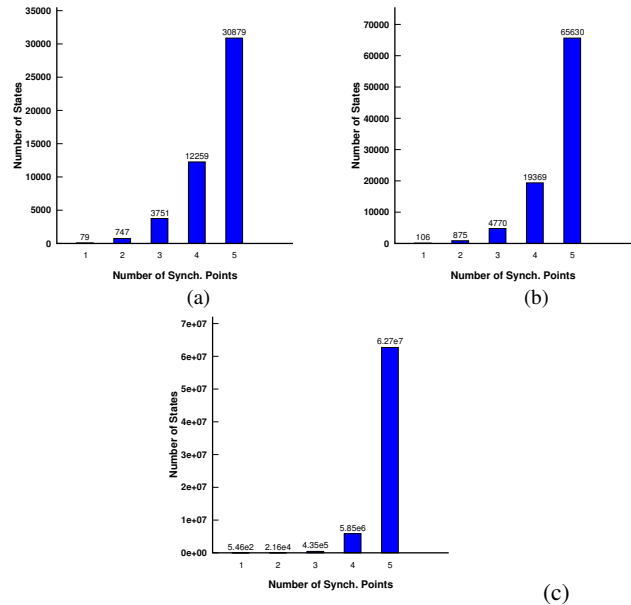 35000
30000
25000
20000
15000
10000
5000
0
Number of States
79
747
3751
12259
30879
1 2 3 4 5
Number of Synch. Points
(a)
70000
60000
50000
40000
30000
20000
10000
0
Number of States
106
875
4770
19369
65630
1 2 3 4 5
Number of Synch. Points
(b)
7e+07
6e+07
5e+07
4e+07
3e+07
2e+07
1e+07
0e+00
Number of States
5.46e2
2.16e4
4.35e5
5.85e6
6.27e7
1 2 3 4 5
Number of Synch. Points
(c)